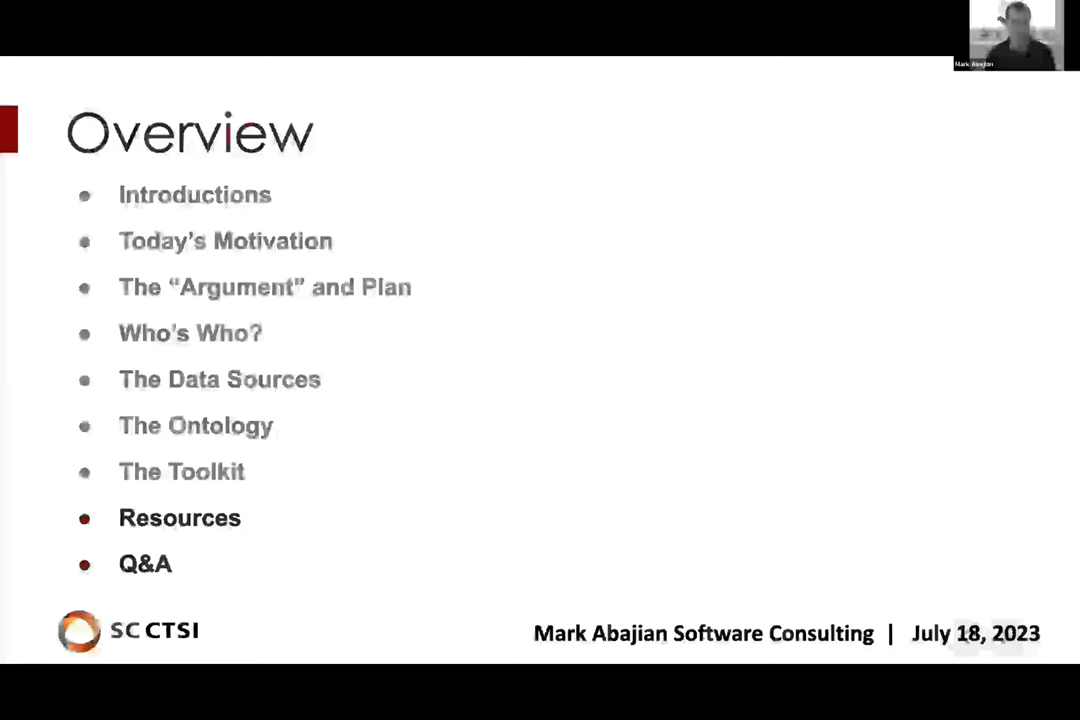 Mark Abajian
Overview
Introductions
Today's Motivation
The “Argument” and Plan
Who's Who?
The Data Sources
The Ontology
The Toolkit
Resources
Q&A
SC CTSI
Mark Abajian Software Consulting | July 18, 2023